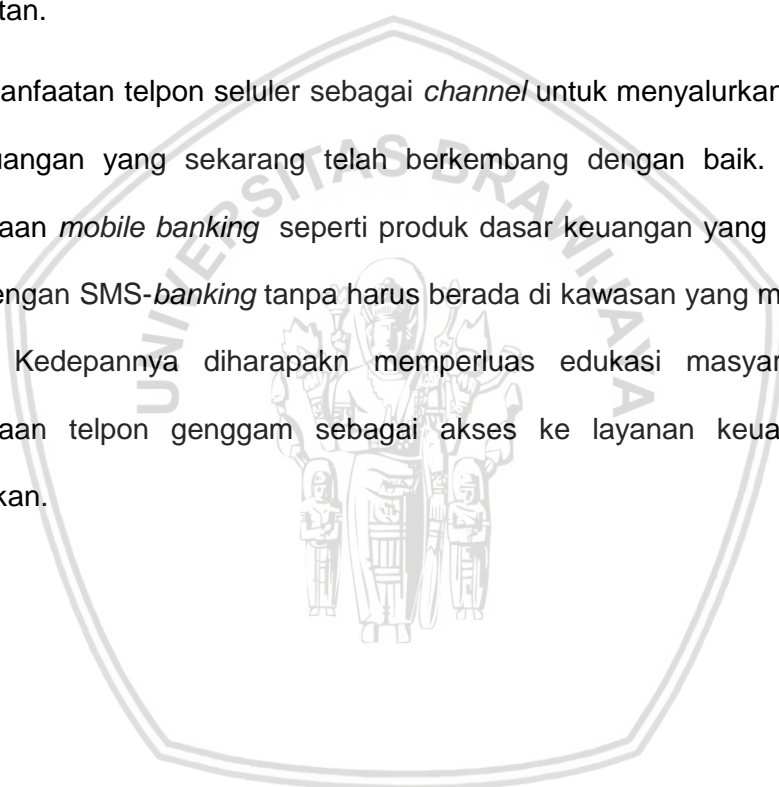 tan.
anfaatan telpon seluler sebagai channel untuk menyalurkan
uangan yang sekarang telah berkembang dengan baik.
aan mobile banking seperti produk dasar keuangan yang
engan SMS-banking tanpa harus berada di kawasan yang m
Kedepannya diharapakn memperluas edukasi masyar
aan telpon genggam sebagai akses ke layanan keua
kan.
UNIVERSITAS BRAWIJAYA